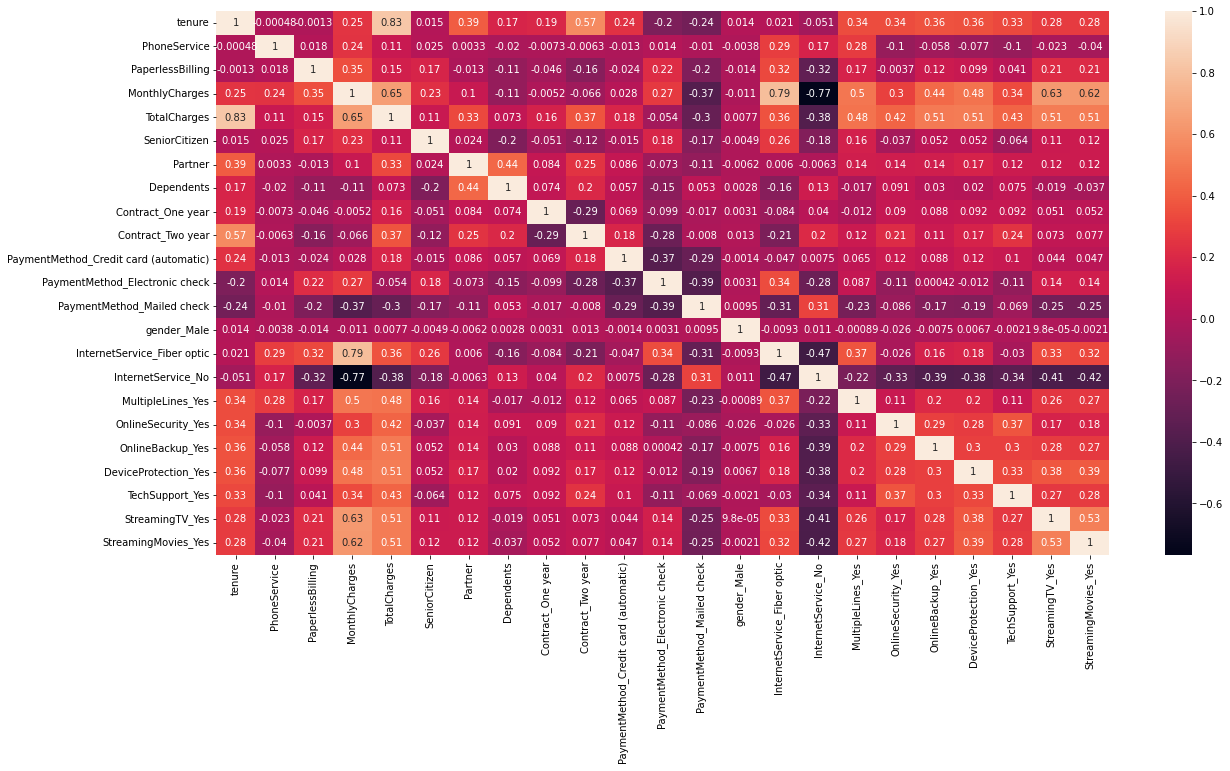 tenure 1 -0.00048 -0.0013 0.25 0.83 0.015 0.39 0.17 0.19 0.57 0.24 -0.2 -0.24 0.014 0.021 -0.051 0.34 0.34 0.36 0.36 0.33 0.28 0.28
PhoneService -0.00048 1 0.018 0.24 0.11 0.025 0.0033 -0.02 -0.0073 -0.0063 -0.013 0.014 -0.01 -0.0038 0.29 0.17 0.28 -0.1 -0.058 -0.077 -0.1 -0.023 -0.04
PaperlessBilling -0.0013 0.018 1 0.35 0.15 0.17 -0.013 -0.11 -0.046 -0.16 -0.024 0.22 -0.2 -0.014 0.32 -0.32 0.17 -0.0037 0.12 0.099 0.041 0.21 0.21
MonthlyCharges 0.25 0.24 0.35 1 0.65 0.23 0.1 -0.11 -0.0052 -0.066 0.028 0.27 -0.37 -0.011 0.79 -0.77 0.5 0.3 0.44 0.48 0.34 0.63 0.62
TotalCharges 0.83 0.11 0.15 0.65 1 0.11 0.33 0.073 0.16 0.37 0.18 -0.054 -0.3 0.0077 0.36 -0.38 0.48 0.42 0.51 0.51 0.43 0.51 0.51
SeniorCitizen 0.015 0.025 0.17 0.23 0.11 1 0.024 -0.2 -0.051 -0.12 -0.015 0.18 -0.17 -0.0049 0.26 -0.18 0.16 -0.037 0.052 0.052 -0.064 0.11 0.12
Partner 0.39 0.0033 -0.013 0.1 0.33 0.024 1 0.44 0.084 0.25 0.086 -0.073 -0.11 -0.0062 0.006 -0.0063 0.14 0.14 0.14 0.17 0.12 0.12 0.12
Dependents 0.17 -0.02 -0.11 -0.11 0.073 -0.2 0.44 1 0.074 0.2 0.057 -0.15 0.053 0.0028 -0.16 0.13 -0.017 0.091 0.03 0.02 0.075 -0.019 -0.037
Contract_One year 0.19 -0.0073 -0.046 -0.0052 0.16 -0.051 0.084 0.074 1 -0.29 0.069 -0.099 -0.017 0.0031 -0.084 0.04 -0.012 0.09 0.088 0.092 0.092 0.051 0.052
Contract_Two year 0.57 -0.0063 -0.16 -0.066 0.37 -0.12 0.25 0.2 -0.29 1 0.18 -0.28 -0.008 0.013 -0.21 0.2 0.12 0.21 0.11 0.17 0.24 0.073 0.077
PaymentMethod_Credit card (automatic) 0.24 -0.013 -0.024 0.028 0.18 -0.015 0.086 0.057 0.069 0.18 1 -0.37 -0.29 -0.0014 -0.047 0.0075 0.065 0.12 0.088 0.12 0.1 0.044 0.047
PaymentMethod_Electronic check -0.2 0.014 0.22 0.27 -0.054 0.18 -0.073 -0.15 -0.099 -0.28 -0.37 1 -0.39 0.0031 0.34 -0.28 0.087 -0.11 0.00042 -0.012 -0.11 0.14 0.14
PaymentMethod_Mailed check -0.24 -0.01 -0.2 -0.37 -0.3 -0.17 -0.11 0.053 -0.017 -0.008 -0.29 -0.39 1 0.0095 -0.31 0.31 -0.23 -0.086 -0.17 -0.19 -0.069 -0.25 -0.25
gender_Male 0.014 -0.0038 -0.014 -0.011 0.0077 -0.0049 -0.0062 0.0028 0.0031 0.013 -0.0014 0.0031 0.0095 1 -0.0093 0.011 -0.00089 -0.026 -0.0075 0.0067 -0.0021 9.8e-05 -0.0021
InternetService_Fiber optic 0.021 0.29 0.32 0.79 0.36 0.26 0.006 -0.16 -0.084 -0.21 -0.047 0.34 -0.31 -0.0093 1 -0.47 0.37 -0.026 0.16 0.18 -0.03 0.33 0.32
InternetService_No -0.051 0.17 -0.32 -0.77 -0.38 -0.18 -0.0063 0.13 0.04 0.2 0.0075 -0.28 0.31 0.011 -0.47 1 -0.22 -0.33 -0.39 -0.38 -0.34 -0.41 -0.42
MultipleLines_Yes 0.34 0.28 0.17 0.5 0.48 0.16 0.14 -0.017 -0.012 0.12 0.065 0.087 -0.23 -0.00089 0.37 -0.22 1 0.11 0.2 0.2 0.11 0.26 0.27
OnlineSecurity_Yes 0.34 -0.1 -0.0037 0.3 0.42 -0.037 0.14 0.091 0.09 0.21 0.12 -0.11 -0.086 -0.026 -0.026 -0.33 0.11 1 0.29 0.28 0.37 0.17 0.18
OnlineBackup_Yes 0.36 -0.058 0.12 0.44 0.51 0.052 0.14 0.03 0.088 0.11 0.088 0.00042 -0.17 -0.0075 0.16 -0.39 0.2 0.29 1 0.3 0.3 0.28 0.27
DeviceProtection_Yes 0.36 -0.077 0.099 0.48 0.51 0.052 0.17 0.02 0.092 0.17 0.12 -0.012 -0.19 0.0067 0.18 -0.38 0.2 0.28 0.3 1 0.33 0.38 0.39
TechSupport_Yes 0.33 -0.1 0.041 0.34 0.43 -0.064 0.12 0.075 0.092 0.24 0.1 -0.11 -0.069 -0.0021 -0.03 -0.34 0.11 0.37 0.3 0.33 1 0.27 0.28
StreamingTV_Yes 0.28 -0.023 0.21 0.63 0.51 0.11 0.12 -0.019 0.051 0.073 0.044 0.14 -0.25 9.8e-05 0.33 -0.41 0.26 0.17 0.28 0.38 0.27 1 0.53
StreamingMovies_Yes 0.28 -0.04 0.21 0.62 0.51 0.12 0.12 -0.037 0.052 0.077 0.047 0.14 -0.25 -0.0021 0.32 -0.42 0.27 0.18 0.27 0.39 0.28 0.53 1
tenure
PhoneService
PaperlessBilling
MonthlyCharges
TotalCharges
SeniorCitizen
Partner
Dependents
Contract_One year
Contract_Two year
PaymentMethod_Credit card (automatic)
PaymentMethod_Electronic check
PaymentMethod_Mailed check
gender_Male
InternetService_Fiber optic
InternetService_No
MultipleLines_Yes
OnlineSecurity_Yes
OnlineBackup_Yes
DeviceProtection_Yes
TechSupport_Yes
StreamingTV_Yes
StreamingMovies_Yes
1.0
0.8
0.6
0.4
0.2
0.0
−0.2
−0.4
−0.6